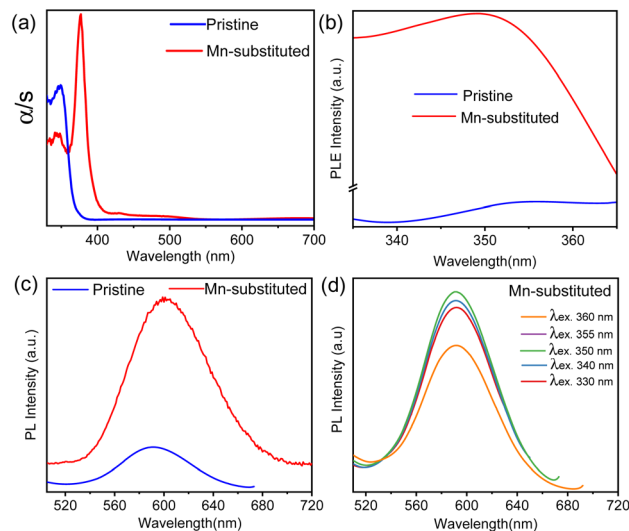 (a)
Pristine
Mn-substituted
α/s
400 500 600 700
Wavelength (nm)
(b)
PLE Intensity (a.u.)
Pristine
Mn-substituted
340 350 360
Wavelength(nm)
(c)
Pristine Mn-substituted
PL Intensity (a.u.)
520 560 600 640 680 720
Wavelength(nm)
(d)
Mn-substituted
λex. 360 nm
λex. 355 nm
λex. 350 nm
λex. 340 nm
λex. 330 nm
PL Intensity (a.u.)
520 560 600 640 680 720
Wavelength(nm)